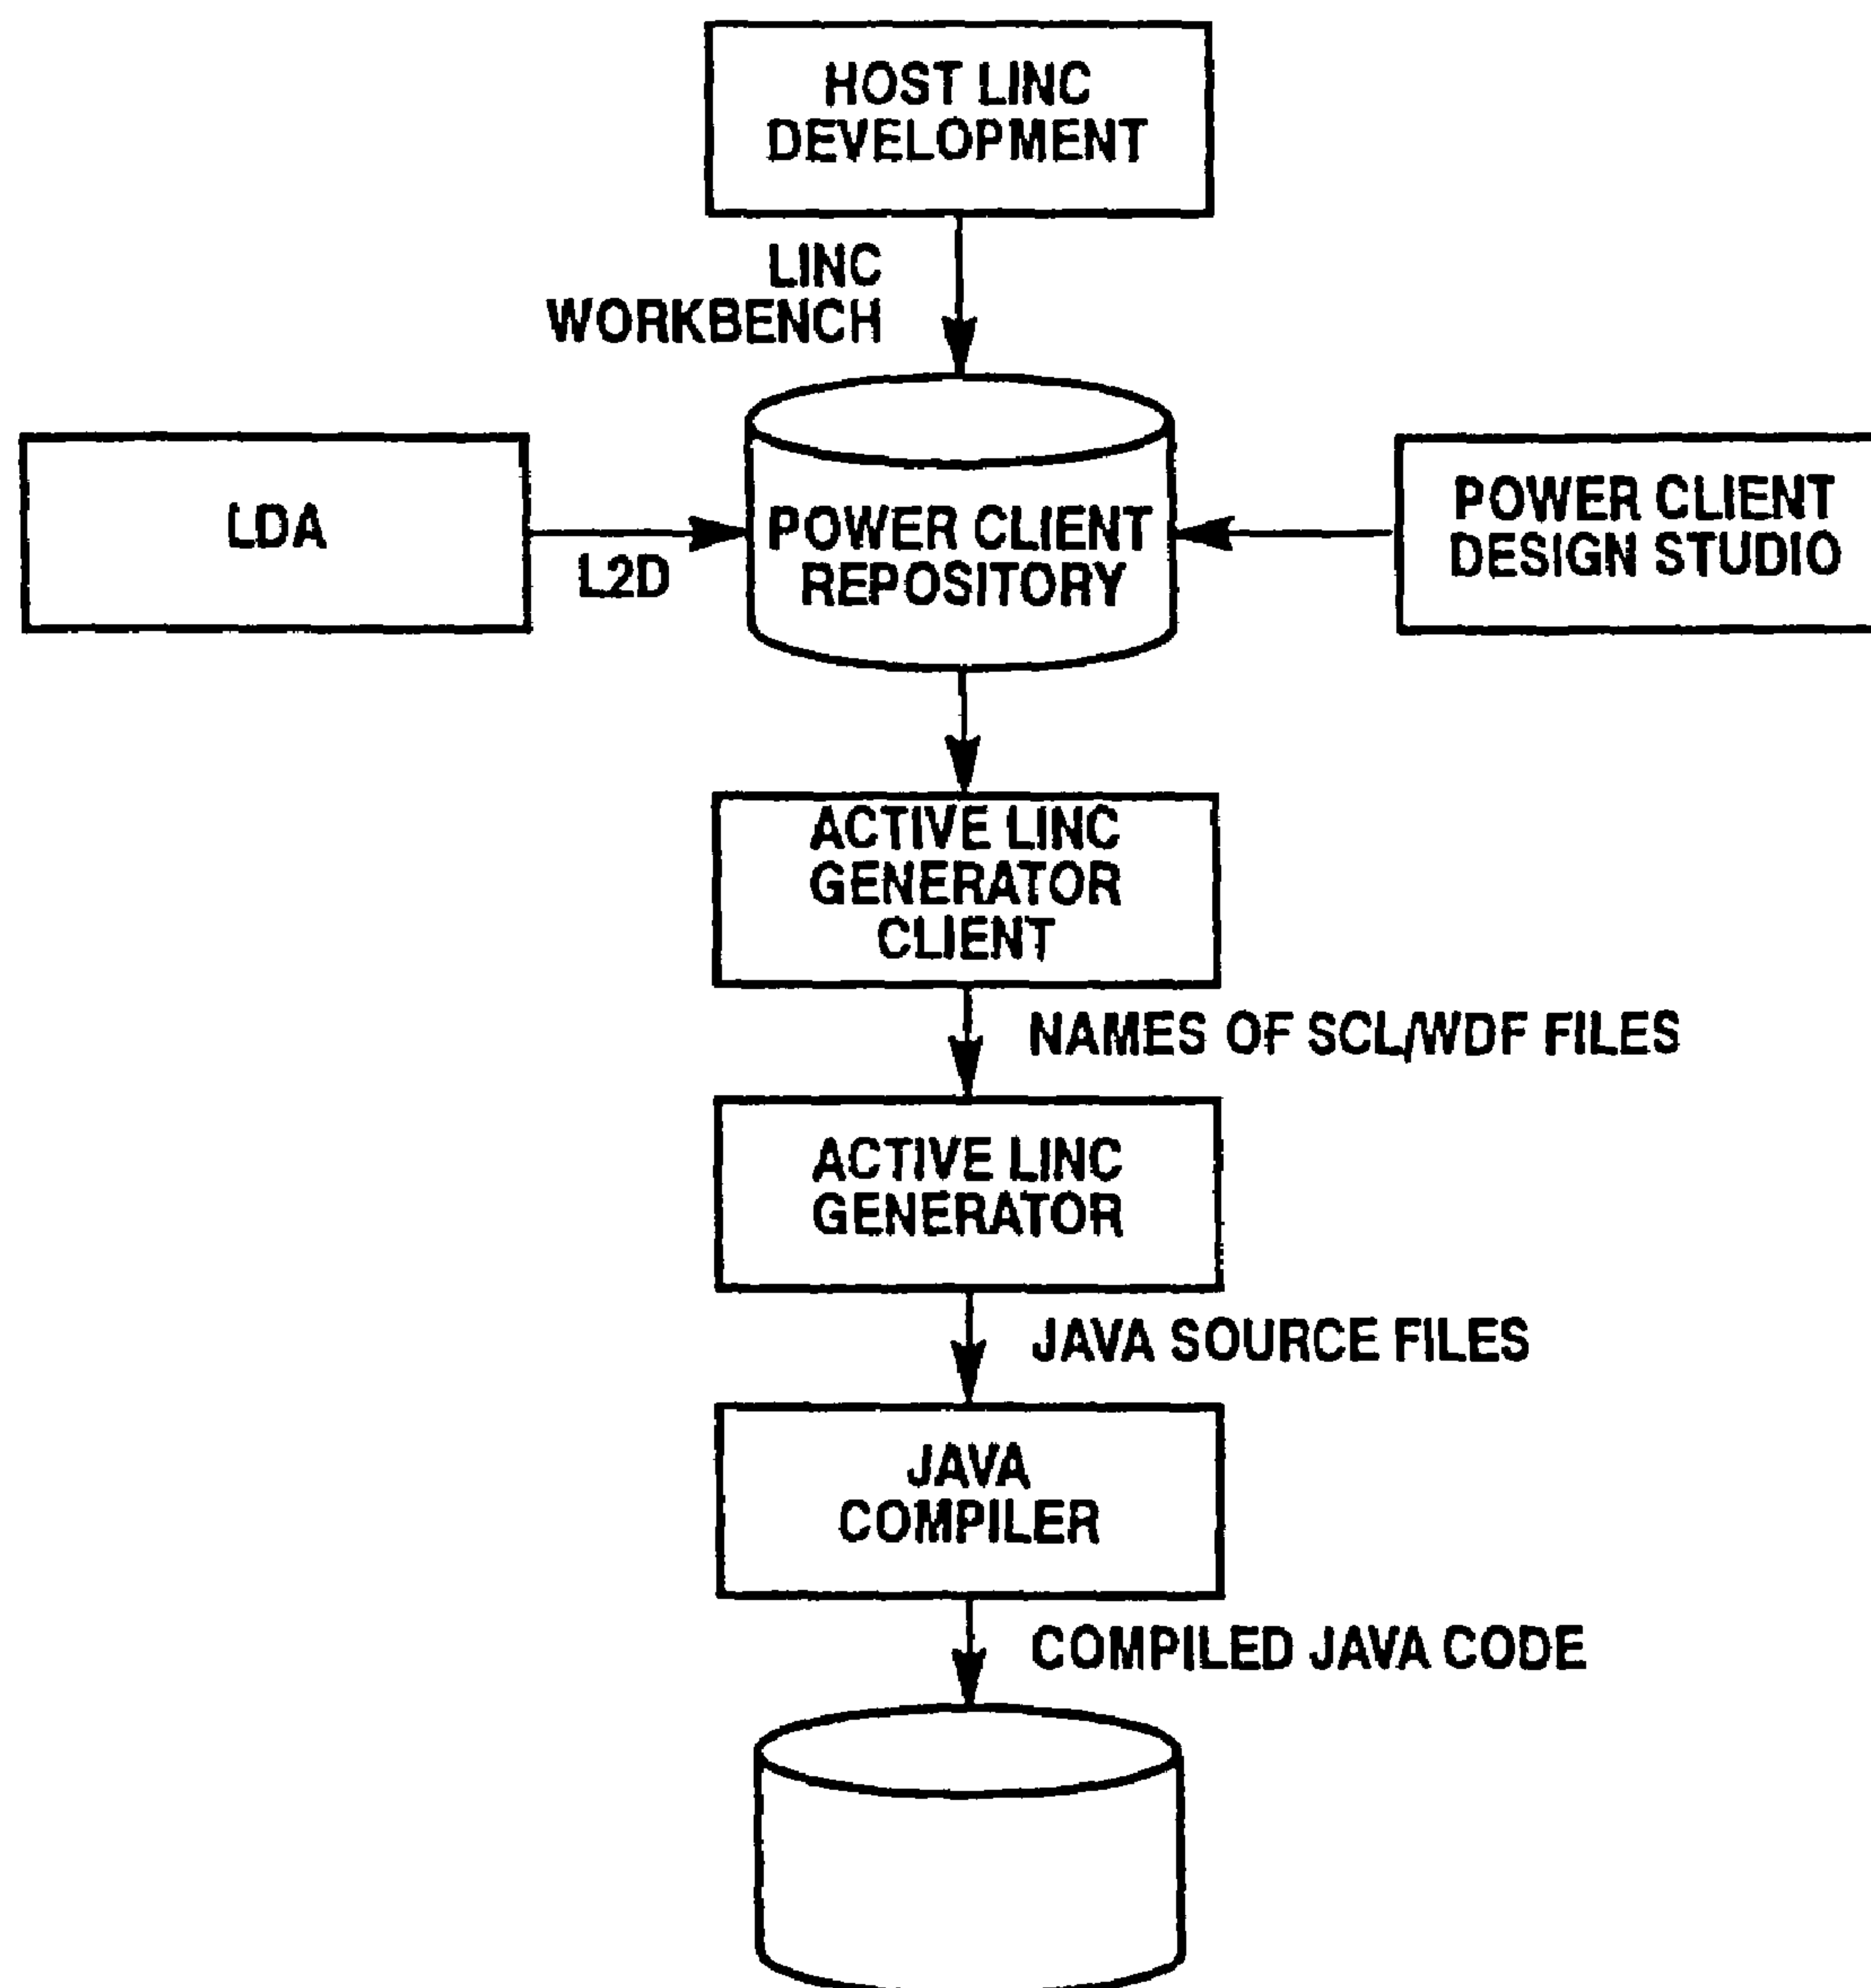 HOST LINC
DEVELOPMENT
LINC
WORKBENCH
LDA
L2D
POWER CLIENT
REPOSITORY
POWER CLIENT
DESIGN STUDIO
ACTIVE LINC
GENERATOR
CLIENT
NAMES OF SCL/WDF FILES
ACTIVE LINC
GENERATOR
JAVA SOURCE FILES
JAVA
COMPILER
COMPILED JAVA CODE